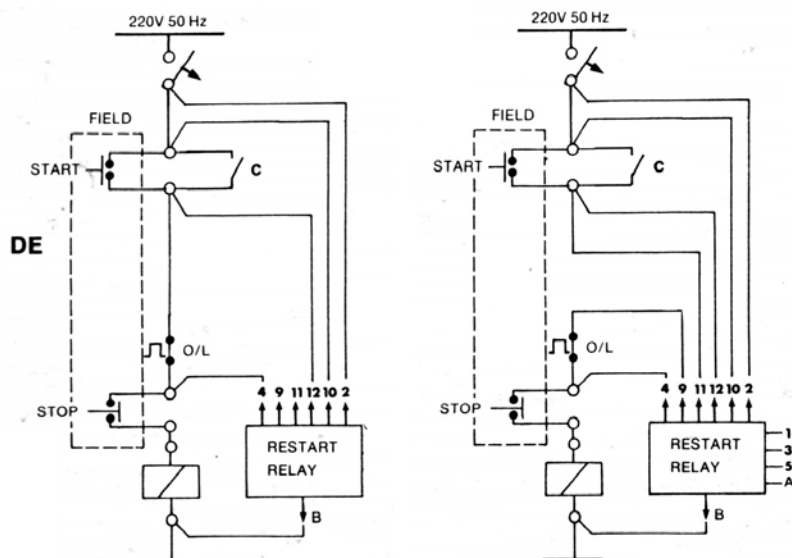 220V 50 Hz
FIELD
START
C
DE
O/L
4 9 11 12 10 2
STOP
RESTART
RELAY
B
220V 50 Hz
FIELD
START
C
O/L
4 9 11 12 10 2
STOP
RESTART
RELAY
1
3
5
A
B